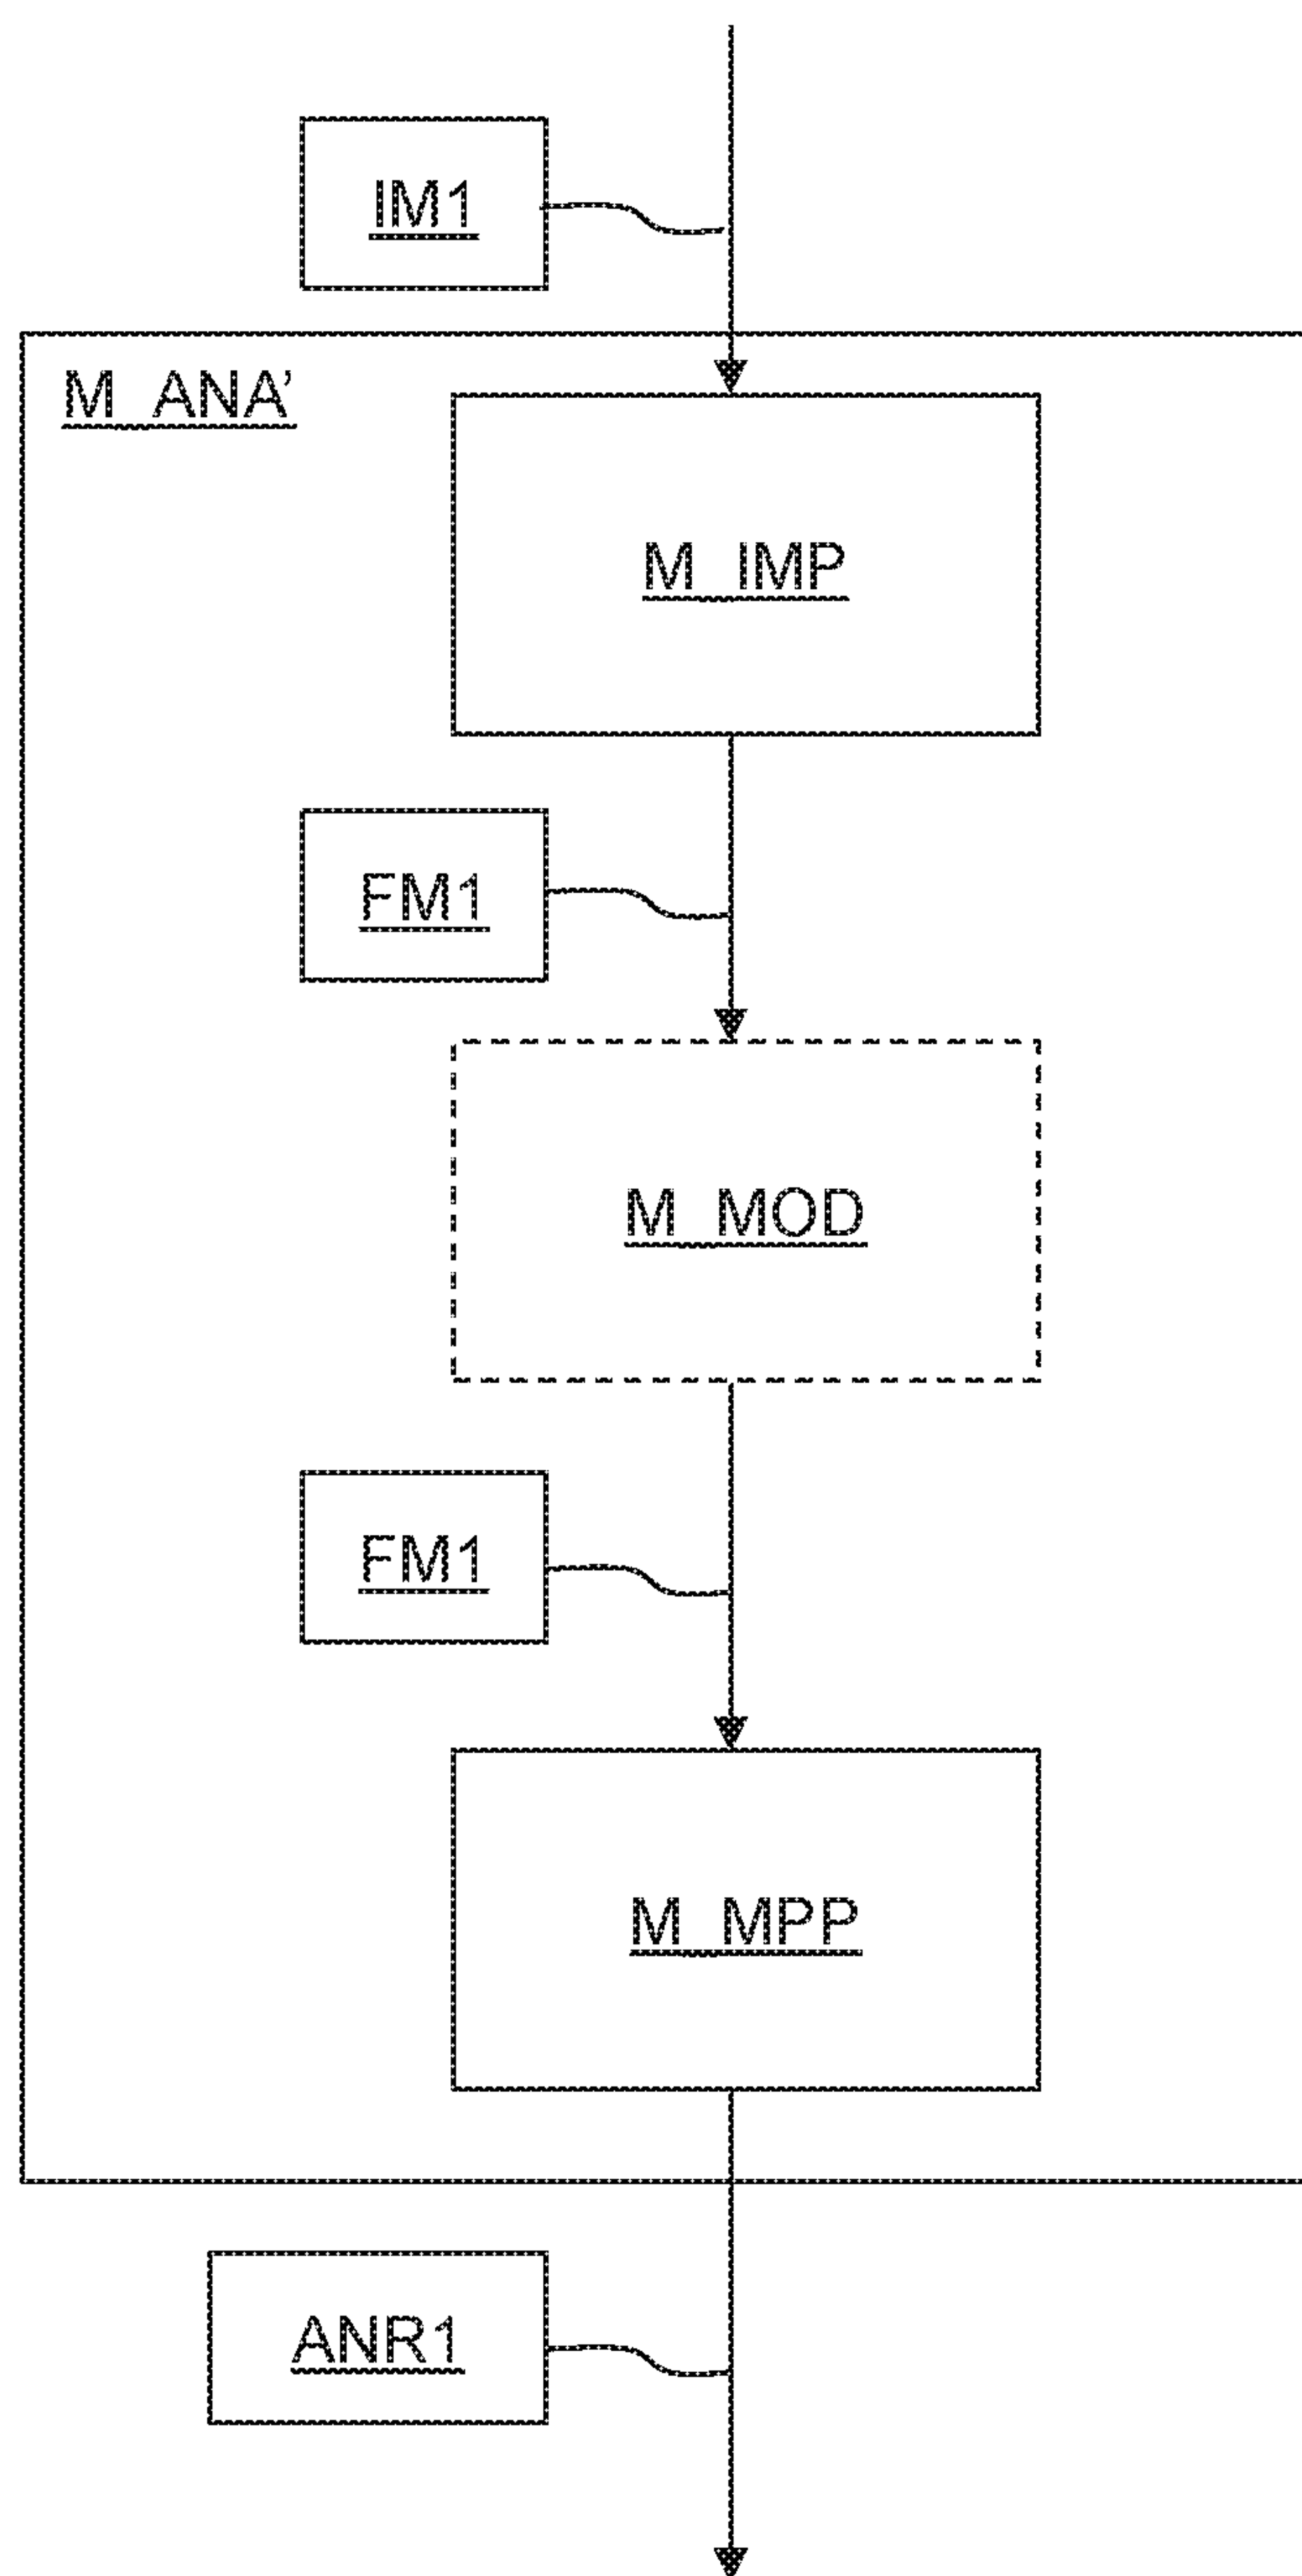 IM1
M_ANA’
M_IMP
FM1
M_MOD
FM1
M_MPP
ANR1